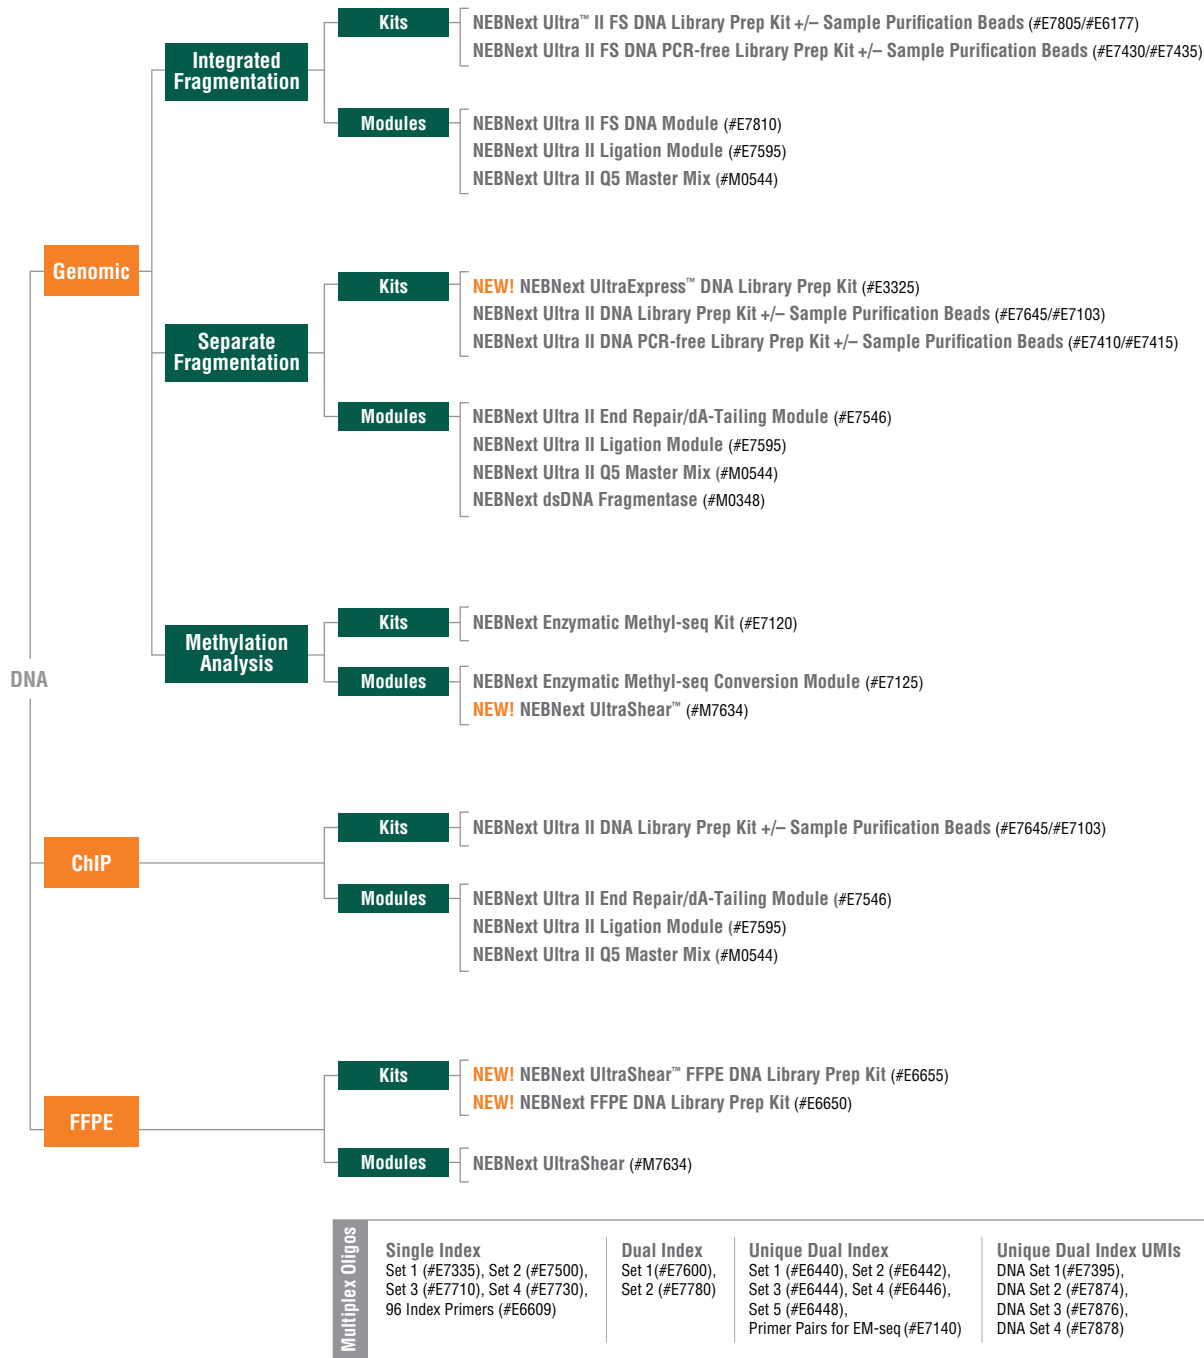 DNA
Genomic
Integrated
Fragmentation
Kits
NEBNext Ultra™ II FS DNA Library Prep Kit +/– Sample Purification Beads (#E7805/#E6177)
NEBNext Ultra II FS DNA PCR-free Library Prep Kit +/– Sample Purification Beads (#E7430/#E7435)
Modules
NEBNext Ultra II FS DNA Module (#E7810)
NEBNext Ultra II Ligation Module (#E7595)
NEBNext Ultra II Q5 Master Mix (#M0544)
Separate
Fragmentation
Kits
NEW! NEBNext UltraExpress™ DNA Library Prep Kit (#E3325)
NEBNext Ultra II DNA Library Prep Kit +/– Sample Purification Beads (#E7645/#E7103)
NEBNext Ultra II DNA PCR-free Library Prep Kit +/– Sample Purification Beads (#E7410/#E7415)
Modules
NEBNext Ultra II End Repair/dA-Tailing Module (#E7546)
NEBNext Ultra II Ligation Module (#E7595)
NEBNext Ultra II Q5 Master Mix (#M0544)
NEBNext dsDNA Fragmentase (#M0348)
Methylation
Analysis
Kits
NEBNext Enzymatic Methyl-seq Kit (#E7120)
Modules
NEBNext Enzymatic Methyl-seq Conversion Module (#E7125)
NEW! NEBNext UltraShear™ (#M7634)
ChIP
Kits
NEBNext Ultra II DNA Library Prep Kit +/– Sample Purification Beads (#E7645/#E7103)
Modules
NEBNext Ultra II End Repair/dA-Tailing Module (#E7546)
NEBNext Ultra II Ligation Module (#E7595)
NEBNext Ultra II Q5 Master Mix (#M0544)
FFPE
Kits
NEW! NEBNext UltraShear™ FFPE DNA Library Prep Kit (#E6655)
NEW! NEBNext FFPE DNA Library Prep Kit (#E6650)
Modules
NEBNext UltraShear (#M7634)
Multiplex Oligos
Single Index
Set 1 (#E7335), Set 2 (#E7500),
Set 3 (#E7710), Set 4 (#E7730),
96 Index Primers (#E6609)
Dual Index
Set 1(#E7600),
Set 2 (#E7780)
Unique Dual Index
Set 1 (#E6440), Set 2 (#E6442),
Set 3 (#E6444), Set 4 (#E6446),
Set 5 (#E6448),
Primer Pairs for EM-seq (#E7140)
Unique Dual Index UMIs
DNA Set 1(#E7395),
DNA Set 2 (#E7874),
DNA Set 3 (#E7876),
DNA Set 4 (#E7878)